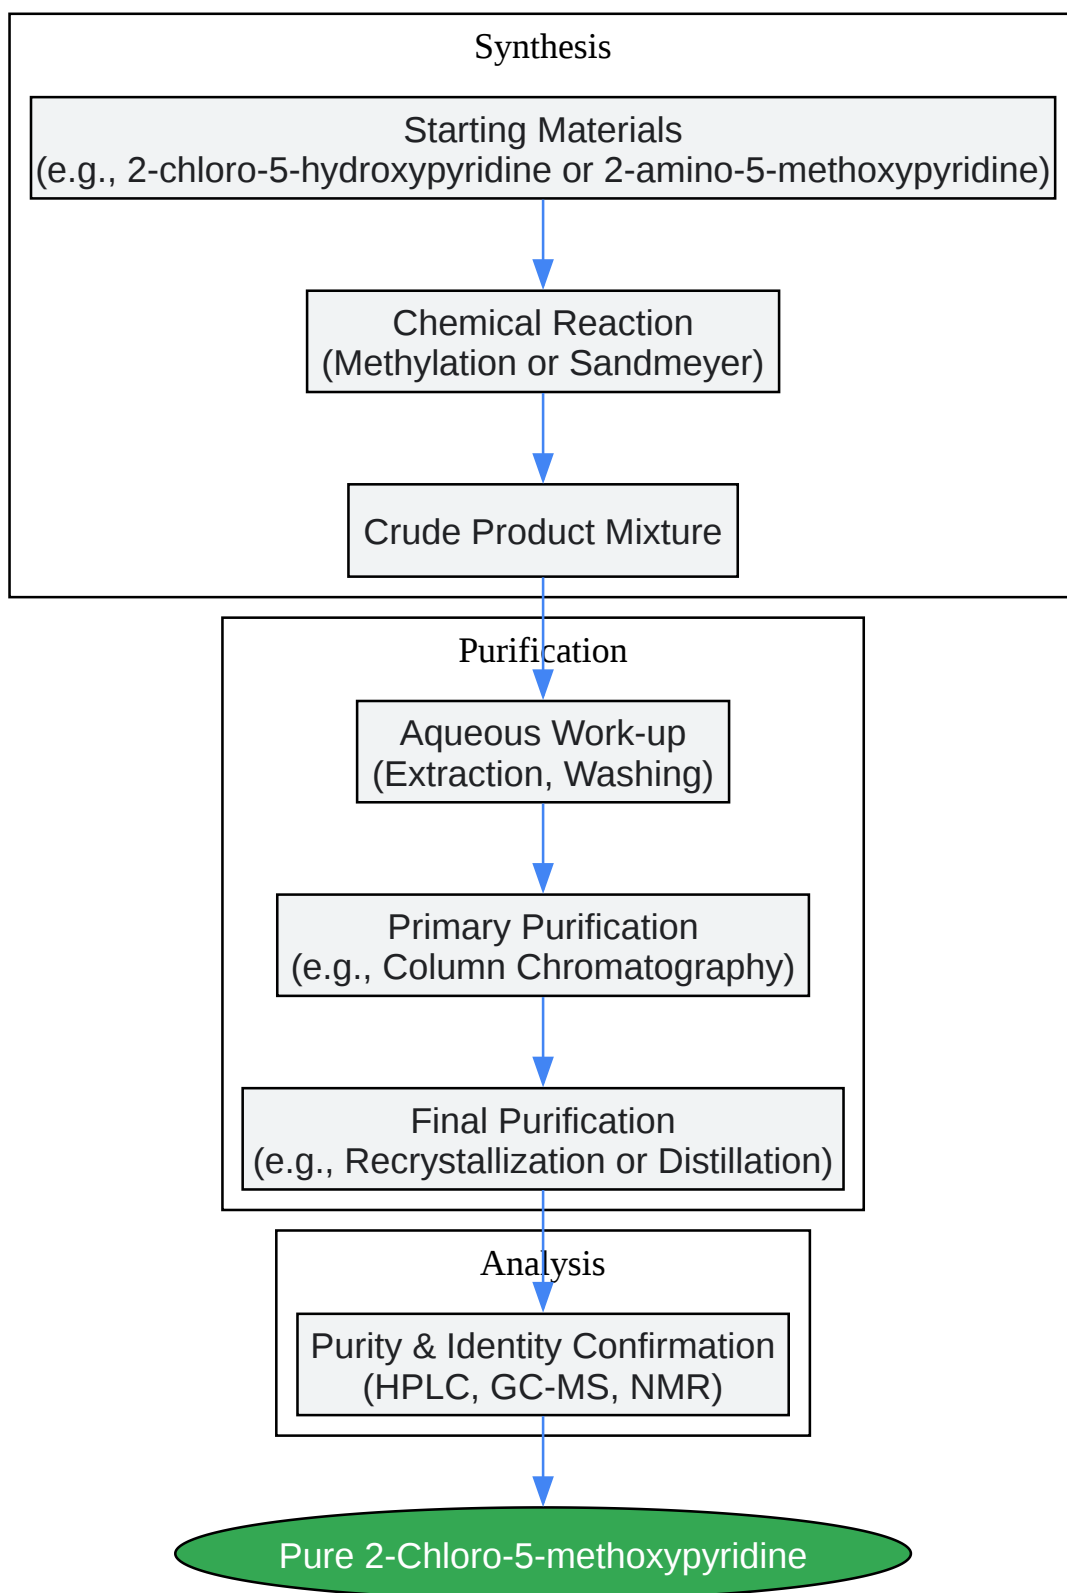 Synthesis
Starting Materials
(e.g., 2-chloro-5-hydroxypyridine or 2-amino-5-methoxypyridine)
Chemical Reaction
(Methylation or Sandmeyer)
Crude Product Mixture
Purification
Aqueous Work-up
(Extraction, Washing)
Primary Purification
(e.g., Column Chromatography)
Final Purification
(e.g., Recrystallization or Distillation)
Analysis
Purity & Identity Confirmation
(HPLC, GC-MS, NMR)
Pure 2-Chloro-5-methoxypyridine